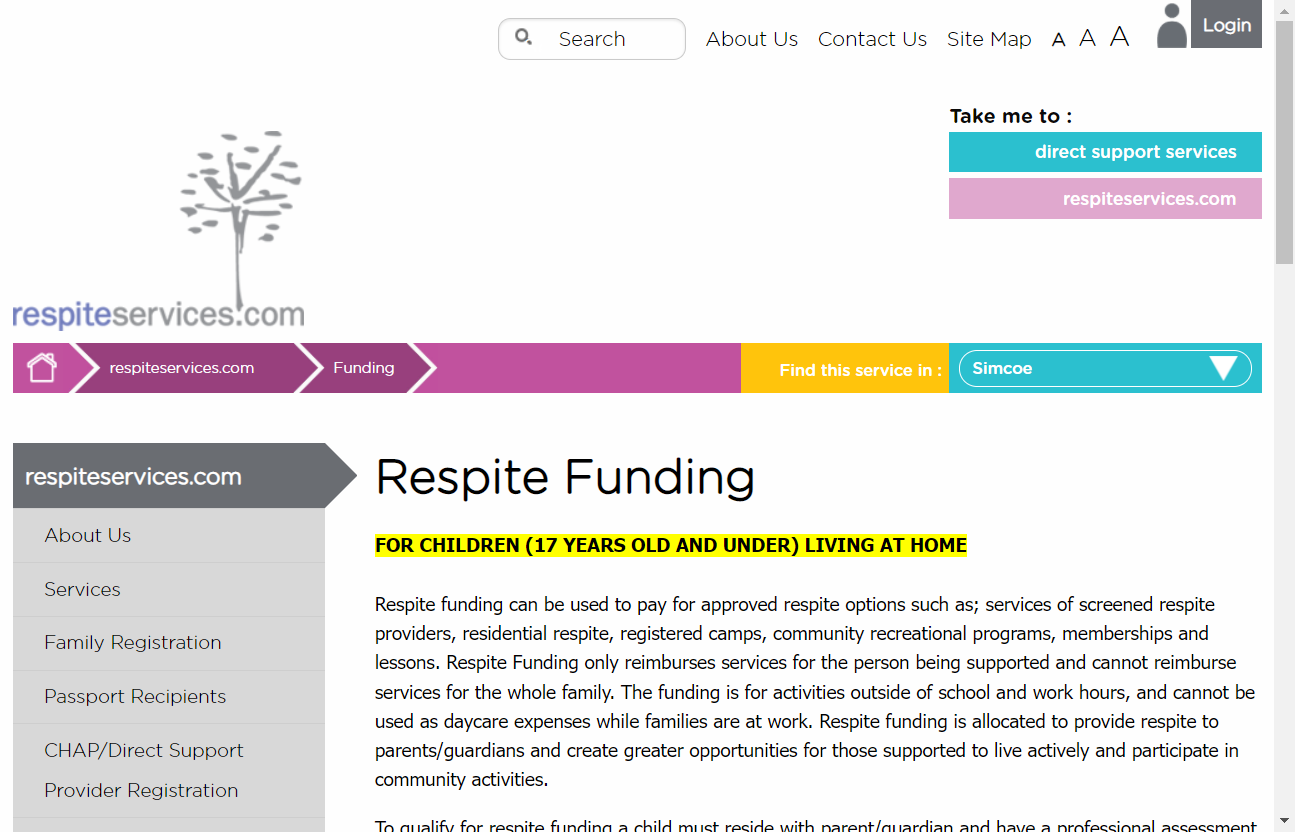 Search
About Us
Contact Us
Site Map
A A A
Login
Take me to :
direct support services
respiteservices.com
respiteservices.com
respiteservices.com
Funding
Find this service in :
Simcoe
respiteservices.com
About Us
Services
Family Registration
Passport Recipients
CHAP/Direct Support
Provider Registration
Respite Funding
FOR CHILDREN (17 YEARS OLD AND UNDER) LIVING AT HOME
Respite funding can be used to pay for approved respite options such as; services of screened respite
providers, residential respite, registered camps, community recreational programs, memberships and
lessons. Respite Funding only reimburses services for the person being supported and cannot reimburse
services for the whole family. The funding is for activities outside of school and work hours, and cannot be
used as daycare expenses while families are at work. Respite funding is allocated to provide respite to
parents/guardians and create greater opportunities for those supported to live actively and participate in
community activities.
To qualify for respite funding a child must reside with parent/guardian and have a professional assessment